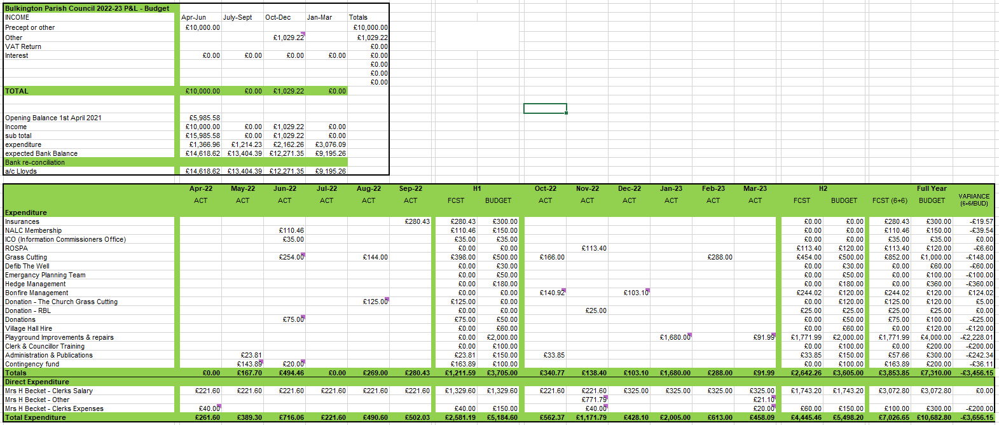 Bulkington Parish Council 2022-23 P&L - Budget
INCOME Apr-Jun July-Sept Oct-Dec Jan-Mar Totals
Precept or other £10,000.00 £10,000.00
Other £1,029.22 £1,029.22
VAT Return £0.00
Interest £0.00 £0.00 £0.00 £0.00 £0.00
£0.00
£0.00
£0.00
TOTAL £10,000.00 £0.00 £1,029.22 £0.00
Opening Balance 1st April 2021 £5,985.58
Income £10,000.00 £0.00 £1,029.22 £0.00
sub total £15,985.58 £0.00 £1,029.22 £0.00
expenditure £1,366.96 £1,214.23 £2,162.26 £3,076.09
expected Bank Balance £14,618.62 £13,404.39 £12,271.35 £9,195.26
Bank re-conciliation
a/c Lloyds £14,618.62 £13,404.39 £12,271.35 £9,195.26
Apr-22 May-22 Jun-22 Jul-22 Aug-22 Sep-22 H1 Oct-22 Nov-22 Dec-22 Jan-23 Feb-23 Mar-23 H2 Full Year
ACT ACT ACT ACT ACT ACT FCST BUDGET ACT ACT ACT ACT ACT ACT FCST BUDGET FCST (6+6) BUDGET VARIANCE (6+6/BUD)
Expenditure
Insurances £280.43 £280.43 £300.00 £0.00 £0.00 £280.43 £300.00 -£19.57
NALC Membership £110.46 £110.46 £150.00 £0.00 £0.00 £110.46 £150.00 -£39.54
ICO (Information Commissioners Office) £35.00 £35.00 £35.00 £0.00 £0.00 £35.00 £35.00 £0.00
ROSPA £0.00 £0.00 £113.40 £113.40 £120.00 £113.40 £120.00 -£6.60
Grass Cutting £254.00 £144.00 £398.00 £500.00 £166.00 £288.00 £454.00 £500.00 £852.00 £1,000.00 -£148.00
Defib The Well £0.00 £30.00 £0.00 £30.00 £0.00 £60.00 -£60.00
Emergancy Planning Team £0.00 £50.00 £0.00 £50.00 £0.00 £100.00 -£100.00
Hedge Management £0.00 £180.00 £0.00 £180.00 £0.00 £360.00 -£360.00
Bonfire Management £0.00 £0.00 £140.92 £103.10 £244.02 £120.00 £244.02 £120.00 £124.02
Donation - The Church Grass Cutting £125.00 £125.00 £0.00 £0.00 £120.00 £125.00 £120.00 £5.00
Donation - RBL £0.00 £0.00 £25.00 £25.00 £25.00 £25.00 £25.00 £0.00
Donations £75.00 £75.00 £50.00 £0.00 £50.00 £75.00 £100.00 -£25.00
Village Hall Hire £0.00 £60.00 £0.00 £60.00 £0.00 £120.00 -£120.00
Playground Improvements & repairs £0.00 £2,000.00 £1,680.00 £91.99 £1,771.99 £2,000.00 £1,771.99 £4,000.00 -£2,228.01
Clerk & Councillor Training £0.00 £100.00 £0.00 £100.00 £0.00 £200.00 -£200.00
Administration & Publications £23.81 £23.81 £150.00 £33.85 £33.85 £150.00 £57.66 £300.00 -£242.34
Contingency fund £143.89 £20.00 £163.89 £100.00 £0.00 £100.00 £163.89 £200.00 -£36.11
Totals £0.00 £167.70 £494.46 £0.00 £269.00 £280.43 £1,211.59 £3,705.00 £340.77 £138.40 £103.10 £1,680.00 £288.00 £91.99 £2,642.26 £3,605.00 £3,853.85 £7,310.00 -£3,456.15
Direct Expenditure
Mrs H Becket - Clerks Salary £221.60 £221.60 £221.60 £221.60 £221.60 £221.60 £1,329.60 £1,329.60 £221.60 £221.60 £325.00 £325.00 £325.00 £325.00 £1,743.20 £1,743.20 £3,072.80 £3,072.80 £0.00
Mrs H Becket - Other £771.79 £21.10
Mrs H Becket - Clerks Expenses £40.00 £40.00 £150.00 £40.00 £20.00 £60.00 £150.00 £100.00 £300.00 -£200.00
Total Expenditure £261.60 £389.30 £716.06 £221.60 £490.60 £502.03 £2,581.19 £5,184.60 £562.37 £1,171.79 £428.10 £2,005.00 £613.00 £458.09 £4,445.46 £5,498.20 £7,026.65 £10,682.80 -£3,656.15